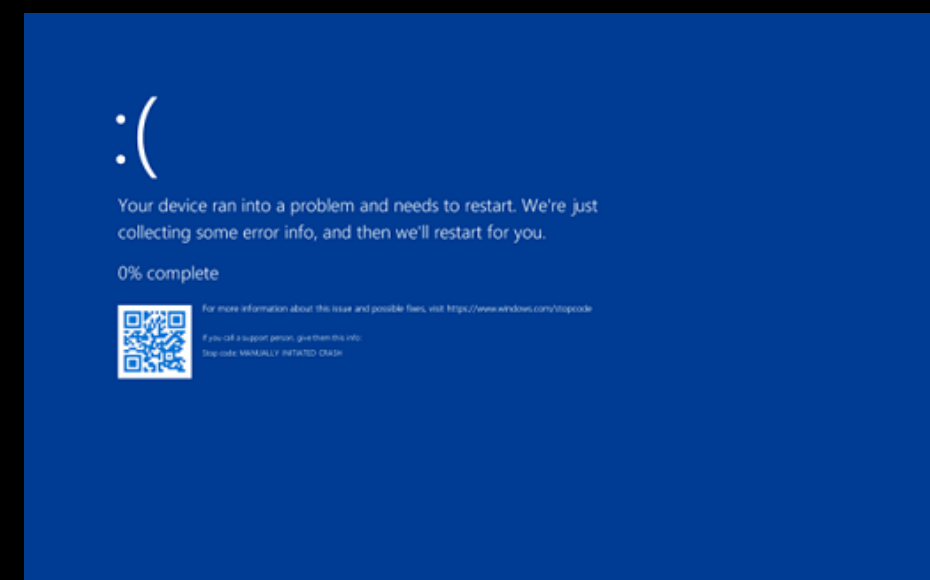 :(
Your device ran into a problem and needs to restart. We're just
collecting some error info, and then we'll restart for you.
0% complete
For more information about this issue and possible fixes, visit https://www.windows.com/stopcode
If you call a support person, give them this info:
Stop code: MANUALLY INITIATED CRASH